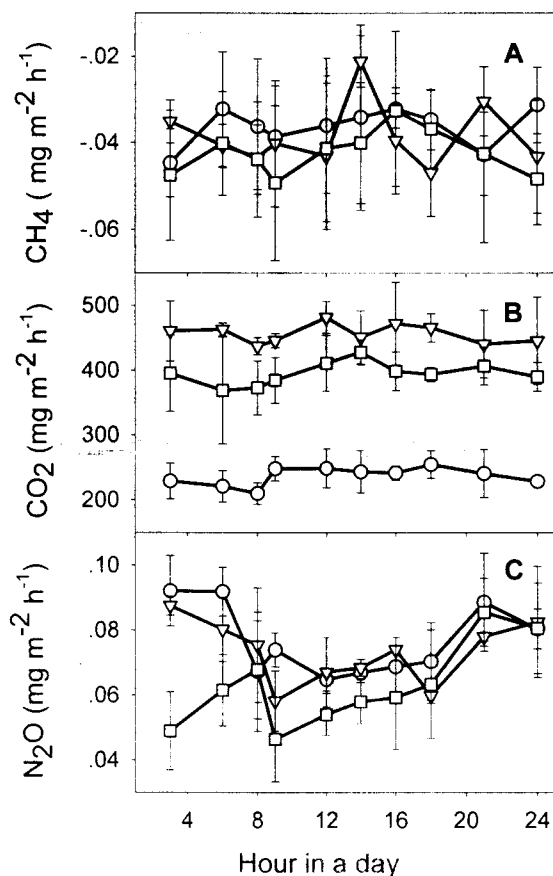 A
CH4 ( mg m-2 h-1)
-.02
-.04
-.06
B
CO2 (mg m-2 h-1)
500
400
300
200
C
N2O (mg m-2 h-1)
.10
.08
.06
.04
4 8 12 16 20 24
Hour in a day